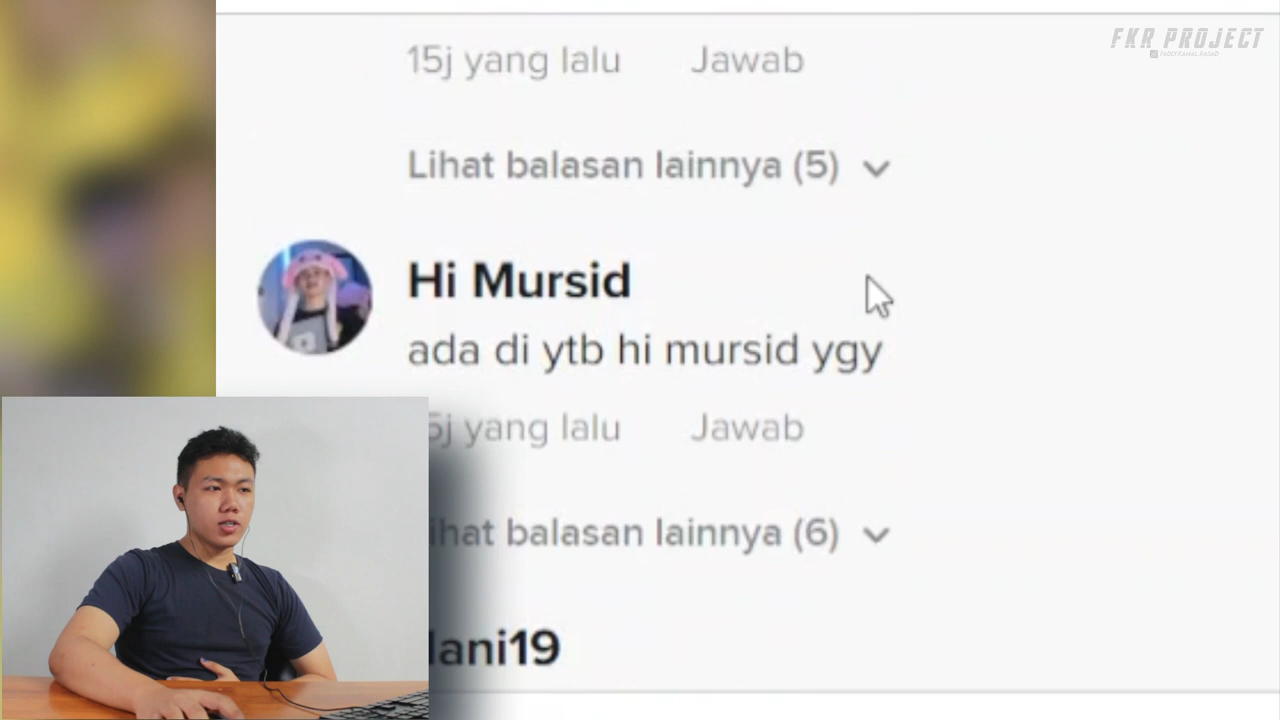 FKR PROJECT
15j yang lalu Jawab
Lihat balasan lainnya (5)
Hi Mursid
ada di ytb hi mursid ygy
5j yang lalu Jawab
ihat balasan lainnya (6)
lani19